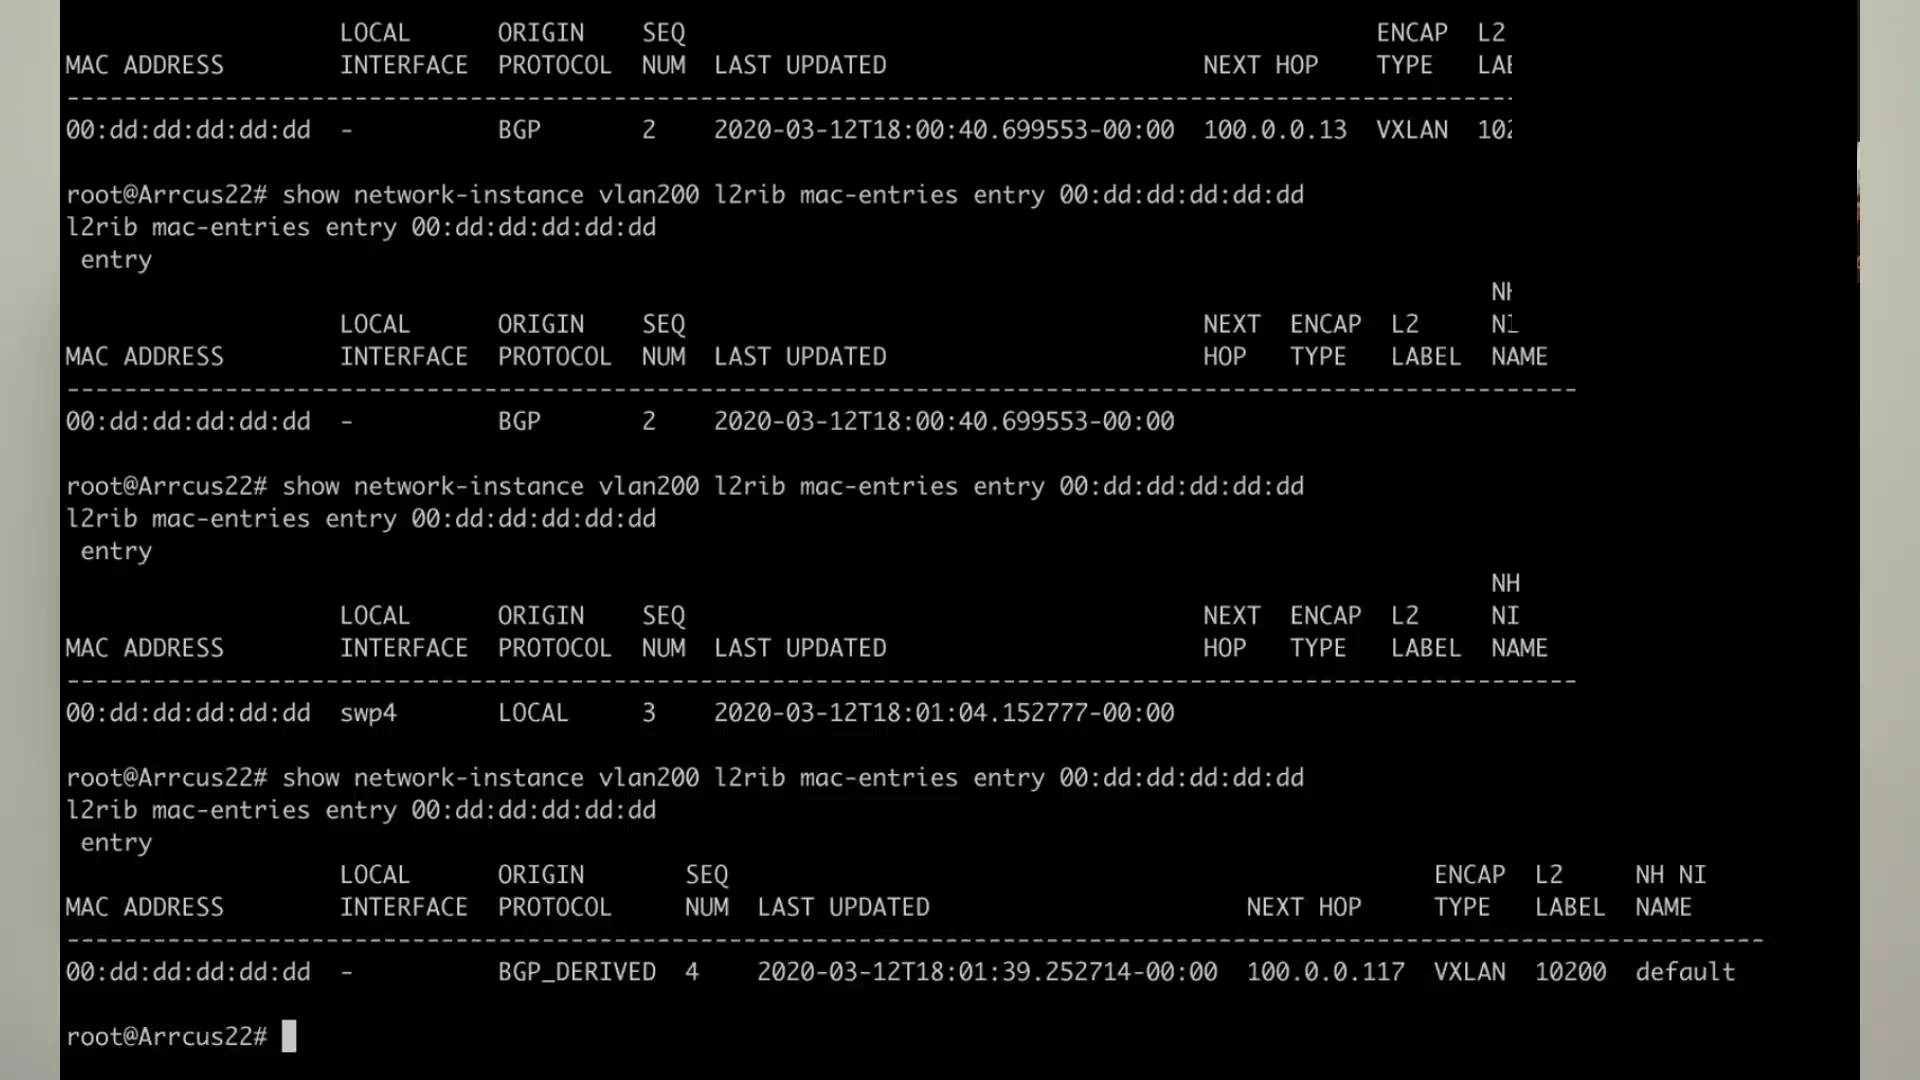 LOCAL ORIGIN SEQ ENCAP L2
MAC ADDRESS INTERFACE PROTOCOL NUM LAST UPDATED NEXT HOP TYPE
--------------------------------------------------------------------------------------------------------
00:dd:dd:dd:dd:dd - BGP 2 2020-03-12T18:00:40.699553-00:00 100.0.0.13 VXLAN
root@Arrcus22# show network-instance vlan200 l2rib mac-entries entry 00:dd:dd:dd:dd:dd
l2rib mac-entries entry 00:dd:dd:dd:dd:dd
entry
LOCAL ORIGIN SEQ NEXT ENCAP L2
MAC ADDRESS INTERFACE PROTOCOL NUM LAST UPDATED HOP TYPE LABEL NAME
---------------------------------------------------------------------------------------------------------
00:dd:dd:dd:dd:dd - BGP 2 2020-03-12T18:00:40.699553-00:00
root@Arrcus22# show network-instance vlan200 l2rib mac-entries entry 00:dd:dd:dd:dd:dd
l2rib mac-entries entry 00:dd:dd:dd:dd:dd
entry
NH
LOCAL ORIGIN SEQ NEXT ENCAP L2 NI
MAC ADDRESS INTERFACE PROTOCOL NUM LAST UPDATED HOP TYPE LABEL NAME
---------------------------------------------------------------------------------------------------------
00:dd:dd:dd:dd:dd swp4 LOCAL 3 2020-03-12T18:01:04.152777-00:00
root@Arrcus22# show network-instance vlan200 l2rib mac-entries entry 00:dd:dd:dd:dd:dd
l2rib mac-entries entry 00:dd:dd:dd:dd:dd
entry
LOCAL ORIGIN SEQ ENCAP L2 NH NI
MAC ADDRESS INTERFACE PROTOCOL NUM LAST UPDATED NEXT HOP TYPE LABEL NAME
----------------------------------------------------------------------------------------------------------------------
00:dd:dd:dd:dd:dd - BGP_DERIVED 4 2020-03-12T18:01:39.252714-00:00 100.0.0.117 VXLAN 10200 default
root@Arrcus22#